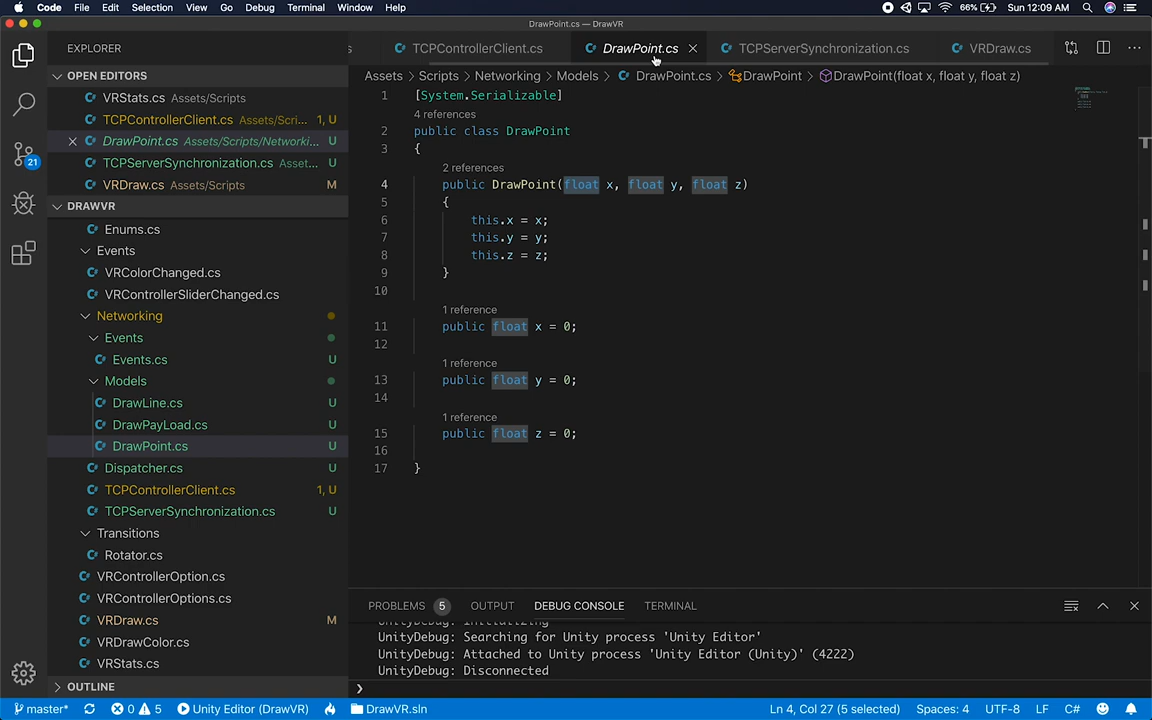 Code File Edit Selection View Go Debug Terminal Window Help 66% Sun 12:09 AM
DrawPoint.cs — DrawVR
EXPLORER
s TCPControllerClient.cs DrawPoint.cs TCPServerSynchronization.cs VRDraw.cs
Assets > Scripts > Networking > Models > DrawPoint.cs > DrawPoint > DrawPoint(float x, float y, float z)
OPEN EDITORS
VRStats.cs Assets/Scripts
TCPControllerClient.cs Assets/Scri... 1, U
DrawPoint.cs Assets/Scripts/Networki... U
TCPServerSynchronization.cs Asset... U
VRDraw.cs Assets/Scripts M
DRAWVR
Enums.cs
Events
VRColorChanged.cs
VRControllerSliderChanged.cs
Networking
Events
Events.cs U
Models
DrawLine.cs U
DrawPayLoad.cs U
DrawPoint.cs U
Dispatcher.cs U
TCPControllerClient.cs 1, U
TCPServerSynchronization.cs U
Transitions
Rotator.cs
VRControllerOption.cs
VRControllerOptions.cs
VRDraw.cs M
VRDrawColor.cs
VRStats.cs
OUTLINE
21
1 [System.Serializable]
4 references
2 public class DrawPoint
3 {
2 references
4 public DrawPoint(float x, float y, float z)
5 {
6 this.x = x;
7 this.y = y;
8 this.z = z;
9 }
10
1 reference
11 public float x = 0;
12
1 reference
13 public float y = 0;
14
1 reference
15 public float z = 0;
16
17 }
PROBLEMS 5 OUTPUT DEBUG CONSOLE TERMINAL
UnityDebug: Initializing
UnityDebug: Searching for Unity process 'Unity Editor'
UnityDebug: Attached to Unity process 'Unity Editor (Unity)' (4222)
UnityDebug: Disconnected
❯
master* 0 5 Unity Editor (DrawVR) DrawVR.sln Ln 4, Col 27 (5 selected) Spaces: 4 UTF-8 LF C#